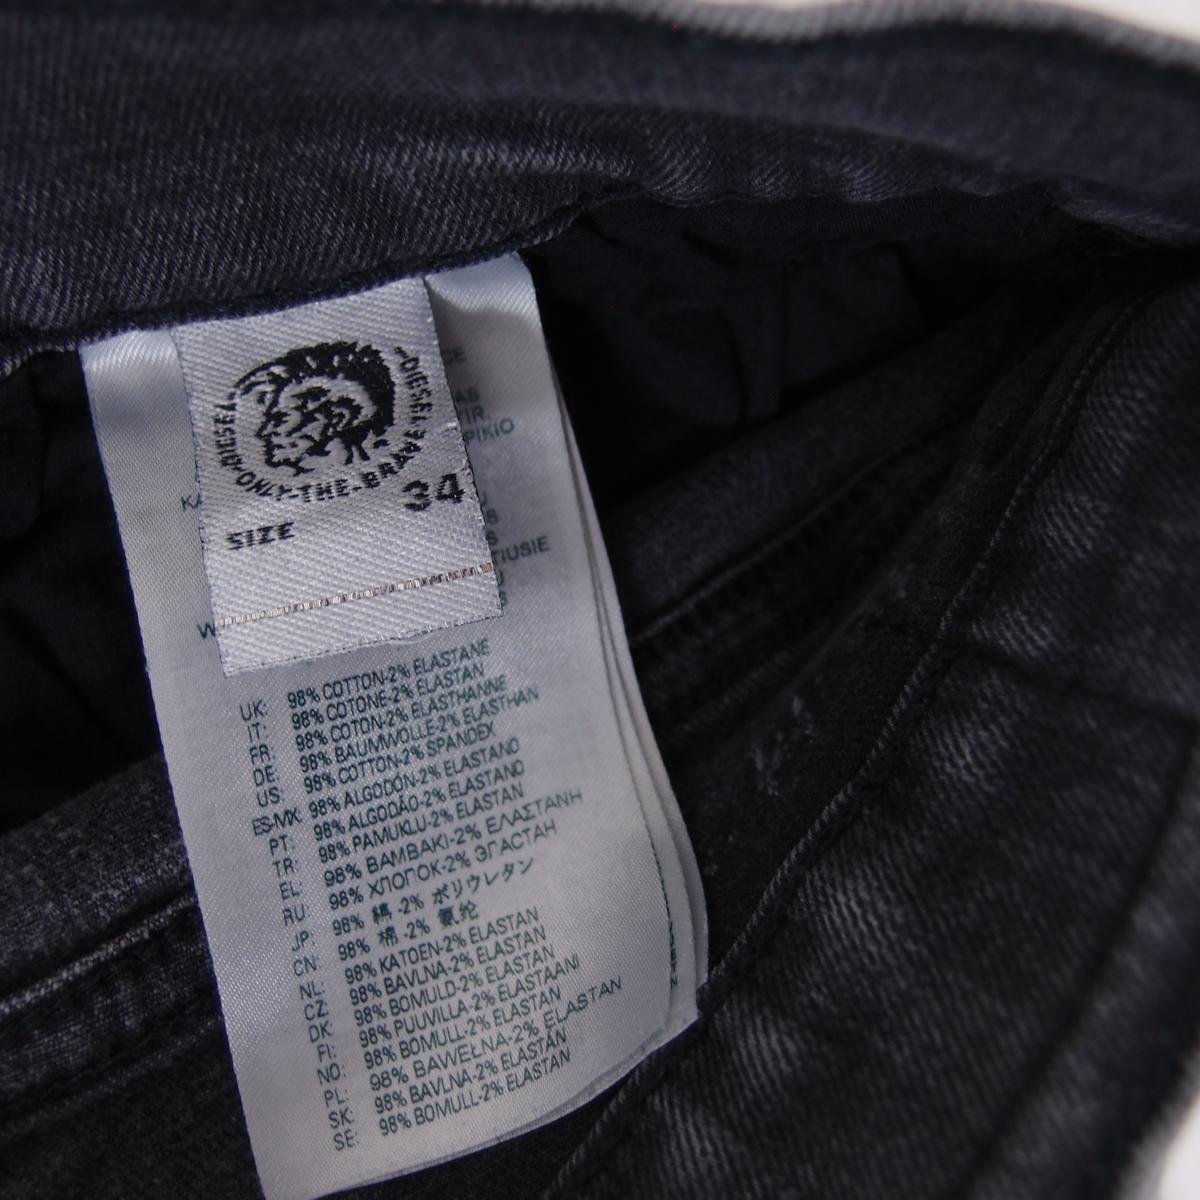 DIESEL
ONLY-THE-BRAVE
DIESEL
SIZE 34
PIKIO
TIUSIE
UK: 98% COTTON-2% ELASTANE
IT: 98% COTONE-2% ELASTAN
FR: 98% COTON-2% ELASTHANNE
DE: 98% BAUMWOLLE-2% ELASTHAN
US: 98% COTTON-2% SPANDEX
ES-MX: 98% ALGODÓN-2% ELASTANO
PT: 98% ALGODÃO-2% ELASTANO
TR: 98% PAMUKLU-2% ELASTAN
EL: 98% ΒΑΜΒΑΚΙ-2% ΕΛΑΣΤΑΝΗ
RU: 98% ХЛОПОК-2% ЭЛАСТАН
JP: 98% 綿 -2% ポリウレタン
CN: 98% 棉 -2% 氨纶
NL: 98% KATOEN-2% ELASTAN
CZ: 98% BAVLNA-2% ELASTAN
DK: 98% BOMULD-2% ELASTAN
FI: 98% PUUVILLA-2% ELASTAANI
NO: 98% BOMULL-2% ELASTAN
PL: 98% BAWEŁNA-2% ELASTAN
SK: 98% BAVLNA-2% ELASTAN
SE: 98% BOMULL-2% ELASTAN